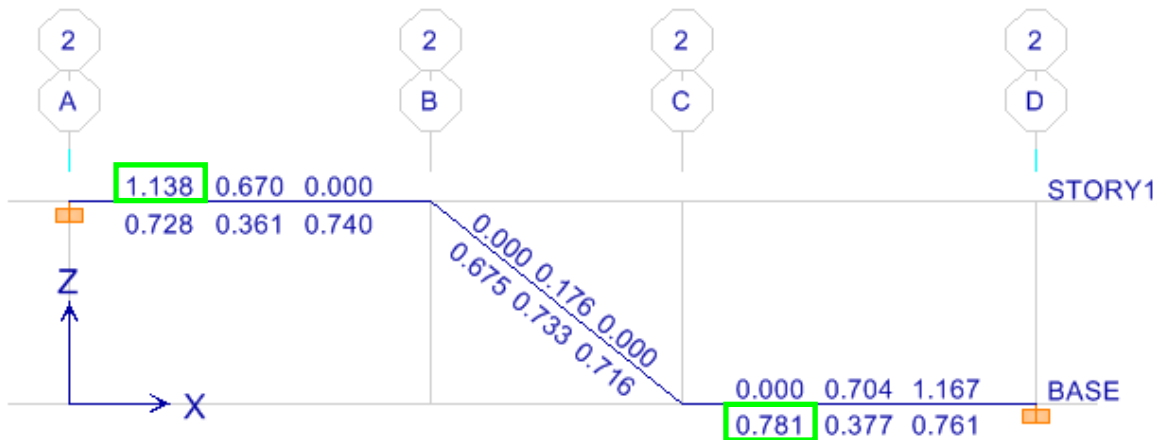 2 2 2 2
A B C D
1.138 0.670 0.000
STORY1
0.728 0.361 0.740
0.000 0.176 0.000
0.675 0.733 0.716
Z
X
0.000 0.704 1.167
BASE
0.781 0.377 0.761